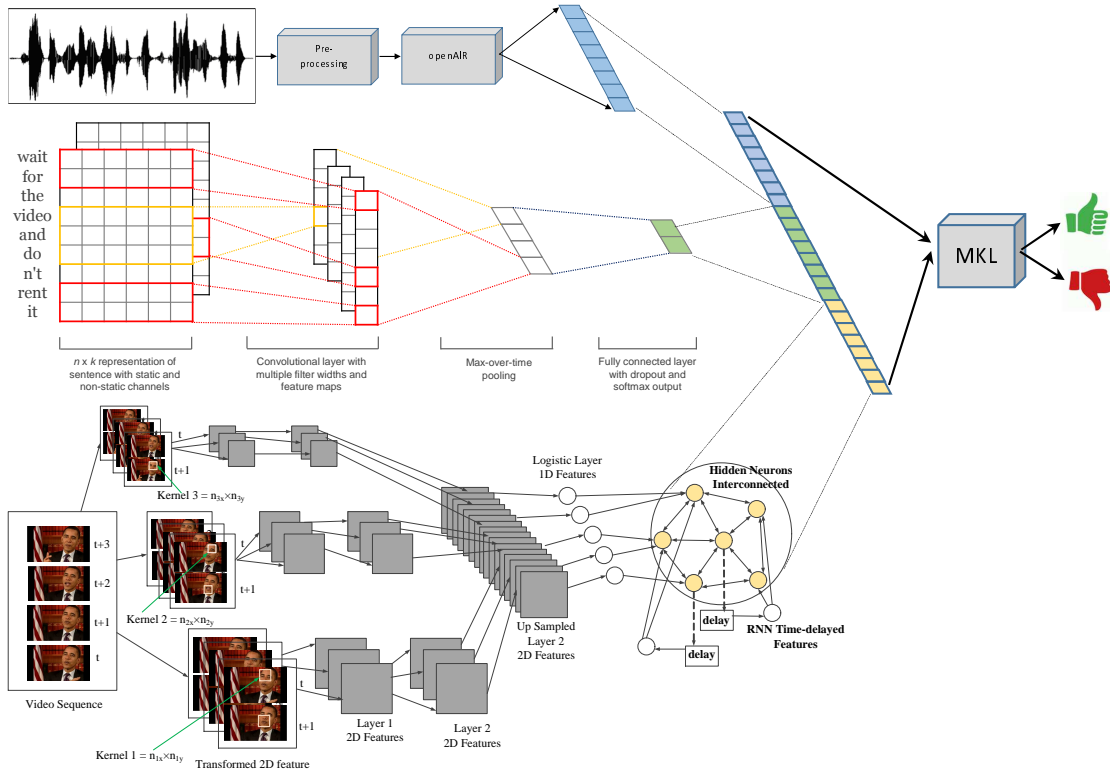 Pre-
processing
openAIR
wait
for
the
video
and
do
n't
rent
it
MKL
n x k representation of
sentence with static and
non-static channels
Convolutional layer with
multiple filter widths and
feature maps
Max-over-time
pooling
Fully connected layer
with dropout and
softmax output
t
t+1
Kernel 3 = n3x×n3y
Logistic Layer
1D Features
Hidden Neurons
Interconnected
t+3
t+2
t+1
t
Video Sequence
t
t+1
Kernel 2 = n2x×n2y
Up Sampled
Layer 2
2D Features
delay
delay
RNN Time-delayed
Features
t
t+1
Layer 1
2D Features
Layer 2
2D Features
Kernel 1 = n1x×n1y
Transformed 2D feature